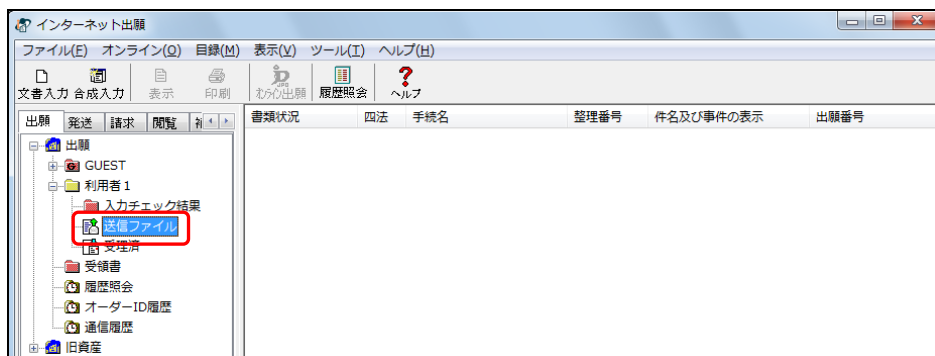 インターネット出願
ファイル(F) オンライン(O) 目録(M) 表示(V) ツール(T) ヘルプ(H)
文書入力 合成入力 表示 印刷 わらじ出願 履歴照会 ヘルプ
出願 発送 請求 閲覧
書類状況 四法 手続名 整理番号 件名及び事件の表示 出願番号
出願
GUEST
利用者1
入力チェック結果
送信ファイル
受理済
受領書
履歴照会
オーダーID履歴
通信履歴
旧資産